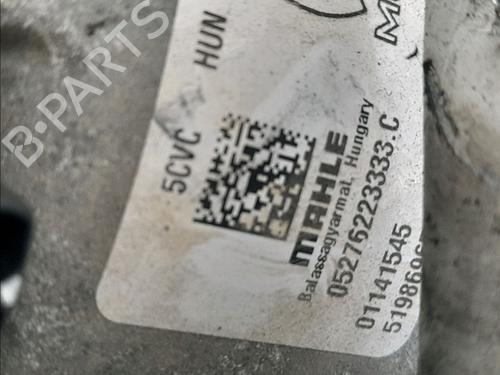 B-PARTS
5CVC HUN
MAHLE
Balassagyarmat, Hungary
05276223333.C
01141545